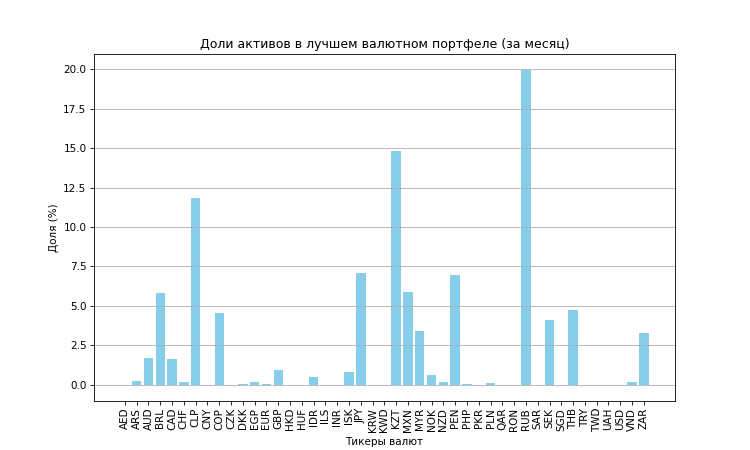 Доли активов в лучшем валютном портфеле (за месяц)
20.0
17.5
15.0
12.5
10.0
7.5
5.0
2.5
0.0
Доля (%)
AED ARS AUD BRL CAD CHF CLP CNY COP CZK DKK EGP EUR GBP HKD HUF IDR ILS INR ISK JPY KRW KWD KZT MXN MYR NOK NZD PEN PHP PKR PLN QAR RON RUB SAR SEK SGD THB TRY TWD UAH USD VND ZAR
Тикеры валют